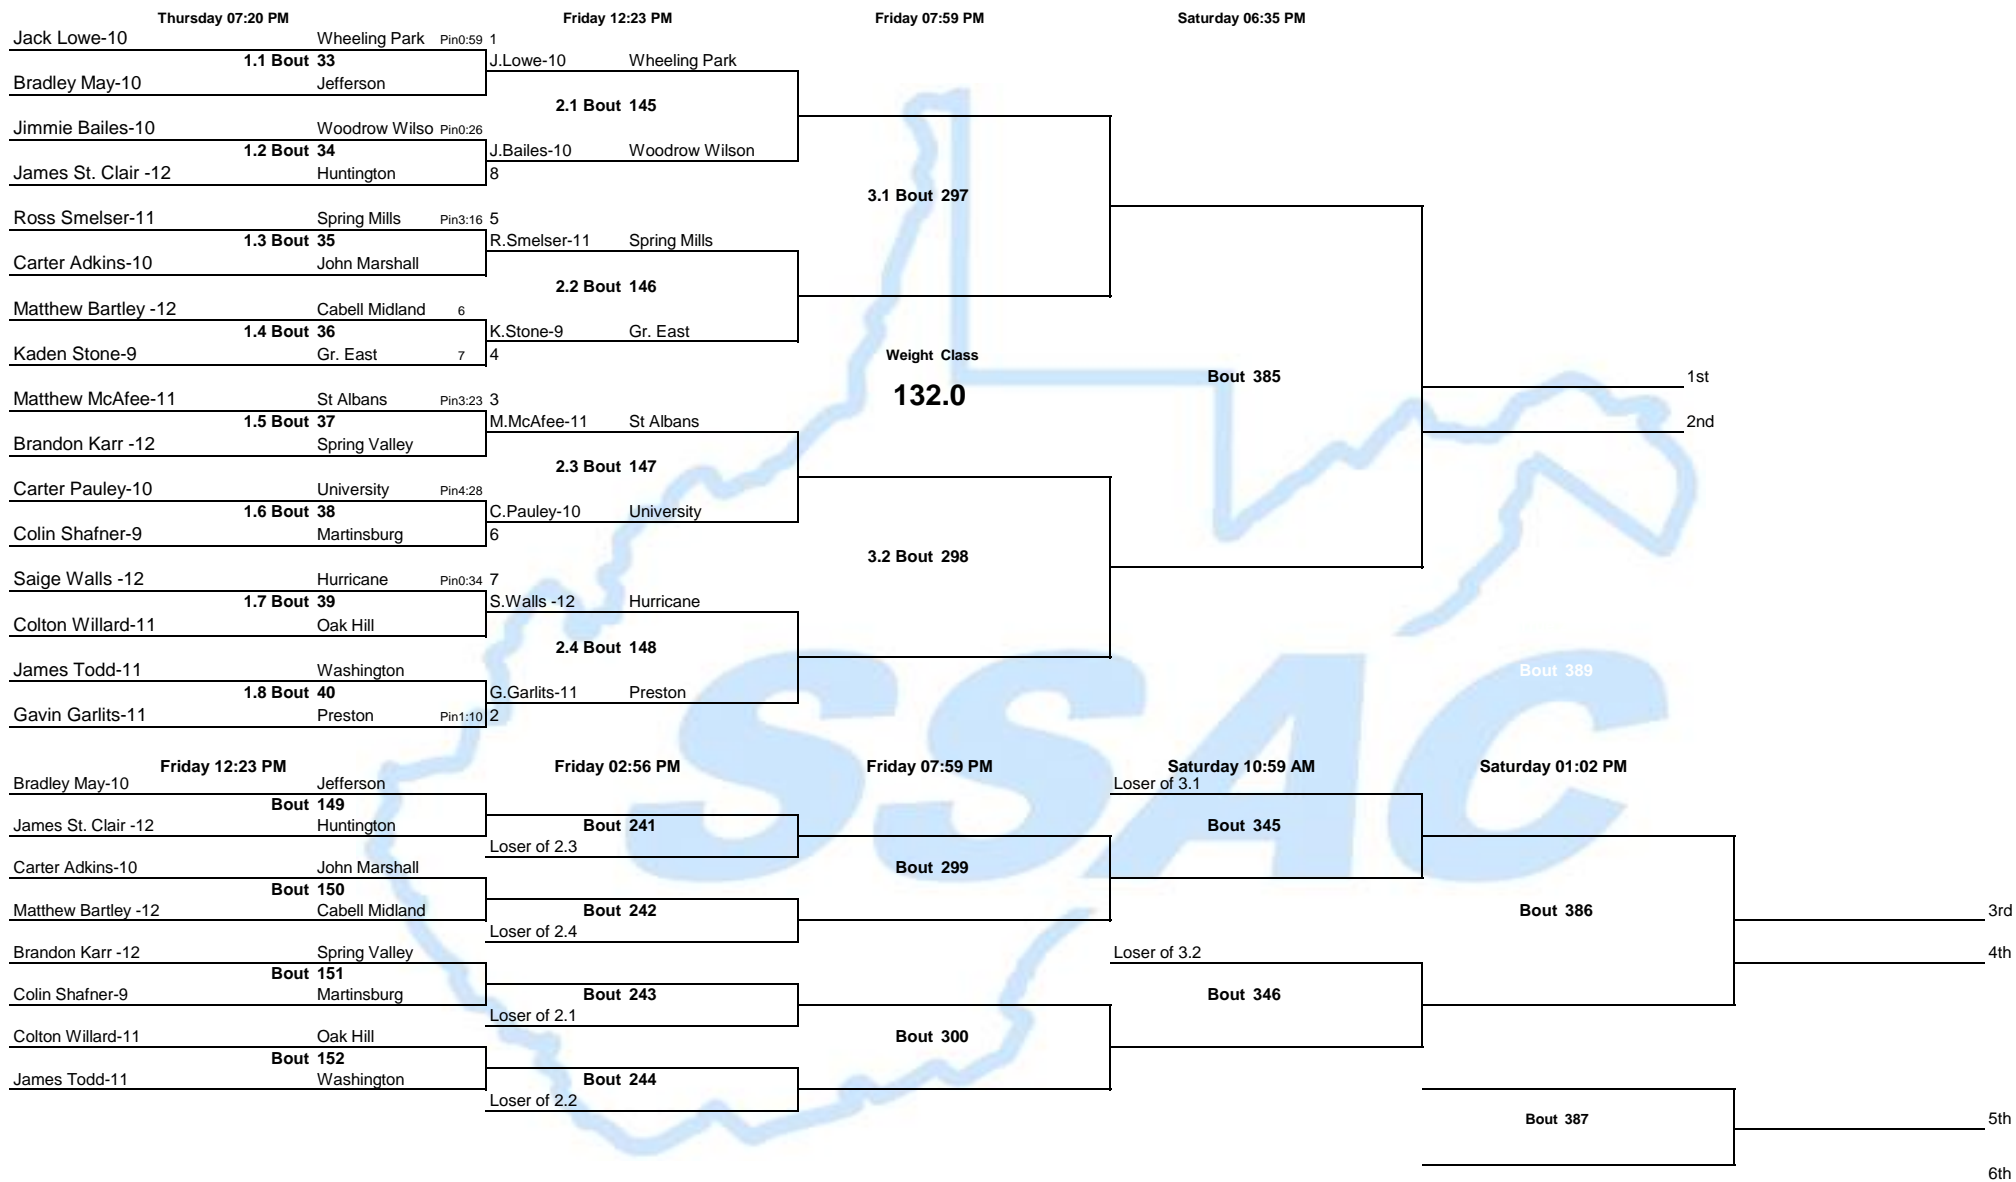 Thursday 07:20 PM Friday 12:23 PM Friday 07:59 PM Saturday 06:35 PM
Jack Lowe-10 Wheeling Park Pin0:59 1
1.1 Bout 33 J.Lowe-10 Wheeling Park
Bradley May-10 Jefferson
2.1 Bout 145
Jimmie Bailes-10 Woodrow Wilso Pin0:26
1.2 Bout 34 J.Bailes-10 Woodrow Wilson
James St. Clair -12 Huntington 8
3.1 Bout 297
Ross Smelser-11 Spring Mills Pin3:16 5
1.3 Bout 35 R.Smelser-11 Spring Mills
Carter Adkins-10 John Marshall
2.2 Bout 146
Matthew Bartley -12 Cabell Midland 6
1.4 Bout 36 K.Stone-9 Gr. East
Kaden Stone-9 Gr. East 7 4 Weight Class
Bout 385 1st
Matthew McAfee-11 St Albans Pin3:23 3 132.0
1.5 Bout 37 M.McAfee-11 St Albans 2nd
Brandon Karr -12 Spring Valley
2.3 Bout 147
Carter Pauley-10 University Pin4:28
1.6 Bout 38 C.Pauley-10 University
Colin Shafner-9 Martinsburg 6
3.2 Bout 298
Saige Walls -12 Hurricane Pin0:34 7
1.7 Bout 39 S.Walls -12 Hurricane
Colton Willard-11 Oak Hill
2.4 Bout 148
James Todd-11 Washington Bout 389
1.8 Bout 40 G.Garlits-11 Preston
Gavin Garlits-11 Preston Pin1:10 2
SSAC
Friday 12:23 PM Friday 02:56 PM Friday 07:59 PM Saturday 10:59 AM Saturday 01:02 PM
Bradley May-10 Jefferson Loser of 3.1
Bout 149
James St. Clair -12 Huntington Bout 241 Bout 345
Loser of 2.3
Carter Adkins-10 John Marshall Bout 299
Bout 150
Matthew Bartley -12 Cabell Midland Bout 242 Bout 386 3rd
Loser of 2.4
Brandon Karr -12 Spring Valley Loser of 3.2 4th
Bout 151
Colin Shafner-9 Martinsburg Bout 243 Bout 346
Loser of 2.1
Colton Willard-11 Oak Hill Bout 300
Bout 152
James Todd-11 Washington Bout 244
Loser of 2.2
Bout 387 5th
6th